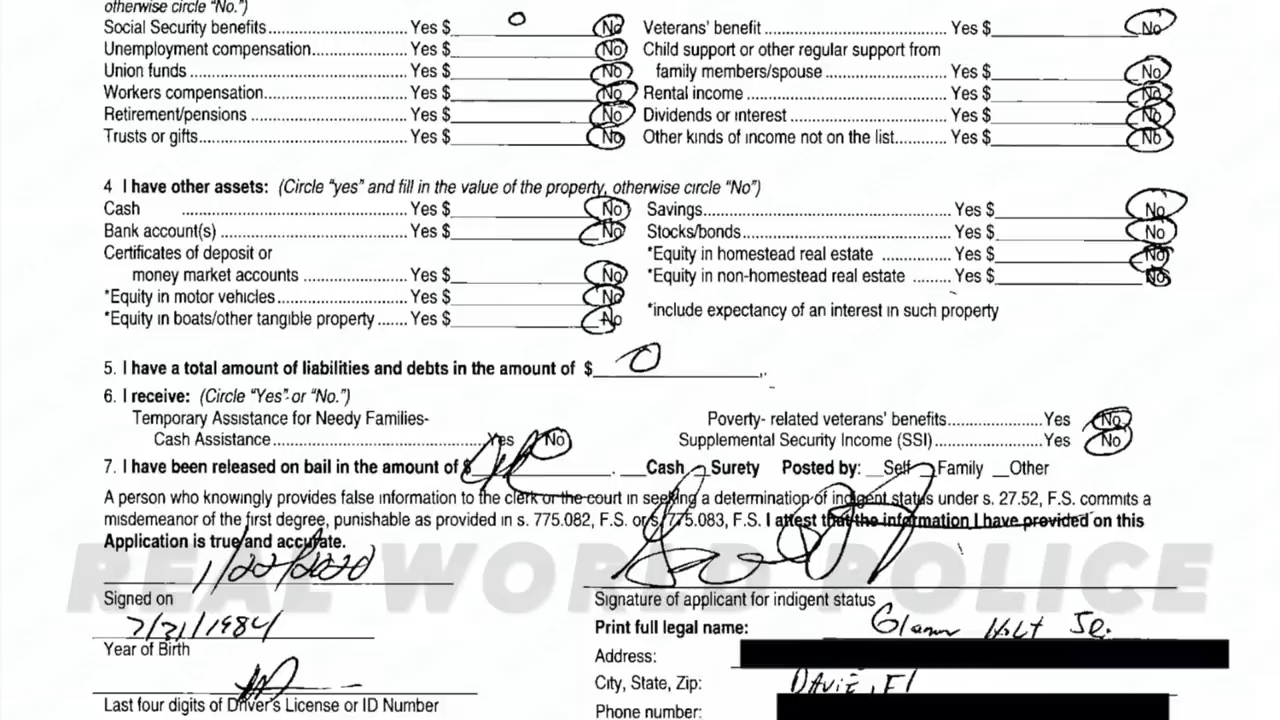 otherwise circle "No.")
Social Security benefits............................. Yes $ 0 No Veterans' benefit ....................................... Yes $ No
Unemployment compensation.................... Yes $ No Child support or other regular support from
Union funds .............................................. Yes $ No family members/spouse ......................... Yes $ No
Workers compensation.............................. Yes $ No Rental income .......................................... Yes $ No
Retirement/pensions ................................. Yes $ No Dividends or interest ................................. Yes $ No
Trusts or gifts............................................ Yes $ No Other kinds of income not on the list........... Yes $ No
4 I have other assets: (Circle "yes" and fill in the value of the property, otherwise circle "No")
Cash ............................................... Yes $ No Savings.................................................... Yes $ No
Bank account(s) ........................................ Yes $ No Stocks/bonds............................................ Yes $ No
Certificates of deposit or *Equity in homestead real estate ................ Yes $ No
money market accounts ...................... Yes $ No *Equity in non-homestead real estate ......... Yes $ No
*Equity in motor vehicles........................... Yes $ No
*Equity in boats/other tangible property ....... Yes $ No *include expectancy of an interest in such property
5. I have a total amount of liabilities and debts in the amount of $ 0 .
6. I receive: (Circle "Yes" or "No.")
Temporary Assistance for Needy Families- Poverty- related veterans' benefits...................... Yes No
Cash Assistance................................................ Yes No Supplemental Security Income (SSI)................... Yes No
7. I have been released on bail in the amount of $ . __Cash __Surety Posted by: __Self __Family __Other
A person who knowingly provides false information to the clerk or the court in seeking a determination of indigent status under s. 27.52, F.S. commits a
misdemeanor of the first degree, punishable as provided in s. 775.082, F.S. or s. 775.083, F.S. I attest that the information I have provided on this
Application is true and accurate.
REAL WORLD POLICE
1/22/2020
Signed on Signature of applicant for indigent status
7/31/1984 Print full legal name: Glenn Holt Jr.
Year of Birth Address:
City, State, Zip: DAVIE, Fl
Last four digits of Driver's License or ID Number Phone number: